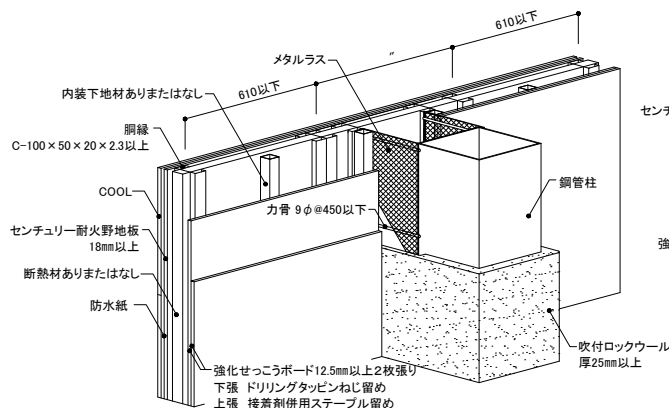 610以下
〃
610以下
メタルラス
内装下地材ありまたはなし
胴縁
C-100×50×20×2.3以上
COOL
センチュリー耐火野地板
18mm以上
断熱材ありまたはなし
防水紙
力骨 9φ@450以下
鋼管柱
吹付ロックウール
厚25mm以上
強化せっこうボード12.5mm以上2枚張り
下張 ドリリングタッピンねじ留め
上張 接着剤併用ステープル留め
センチ
強